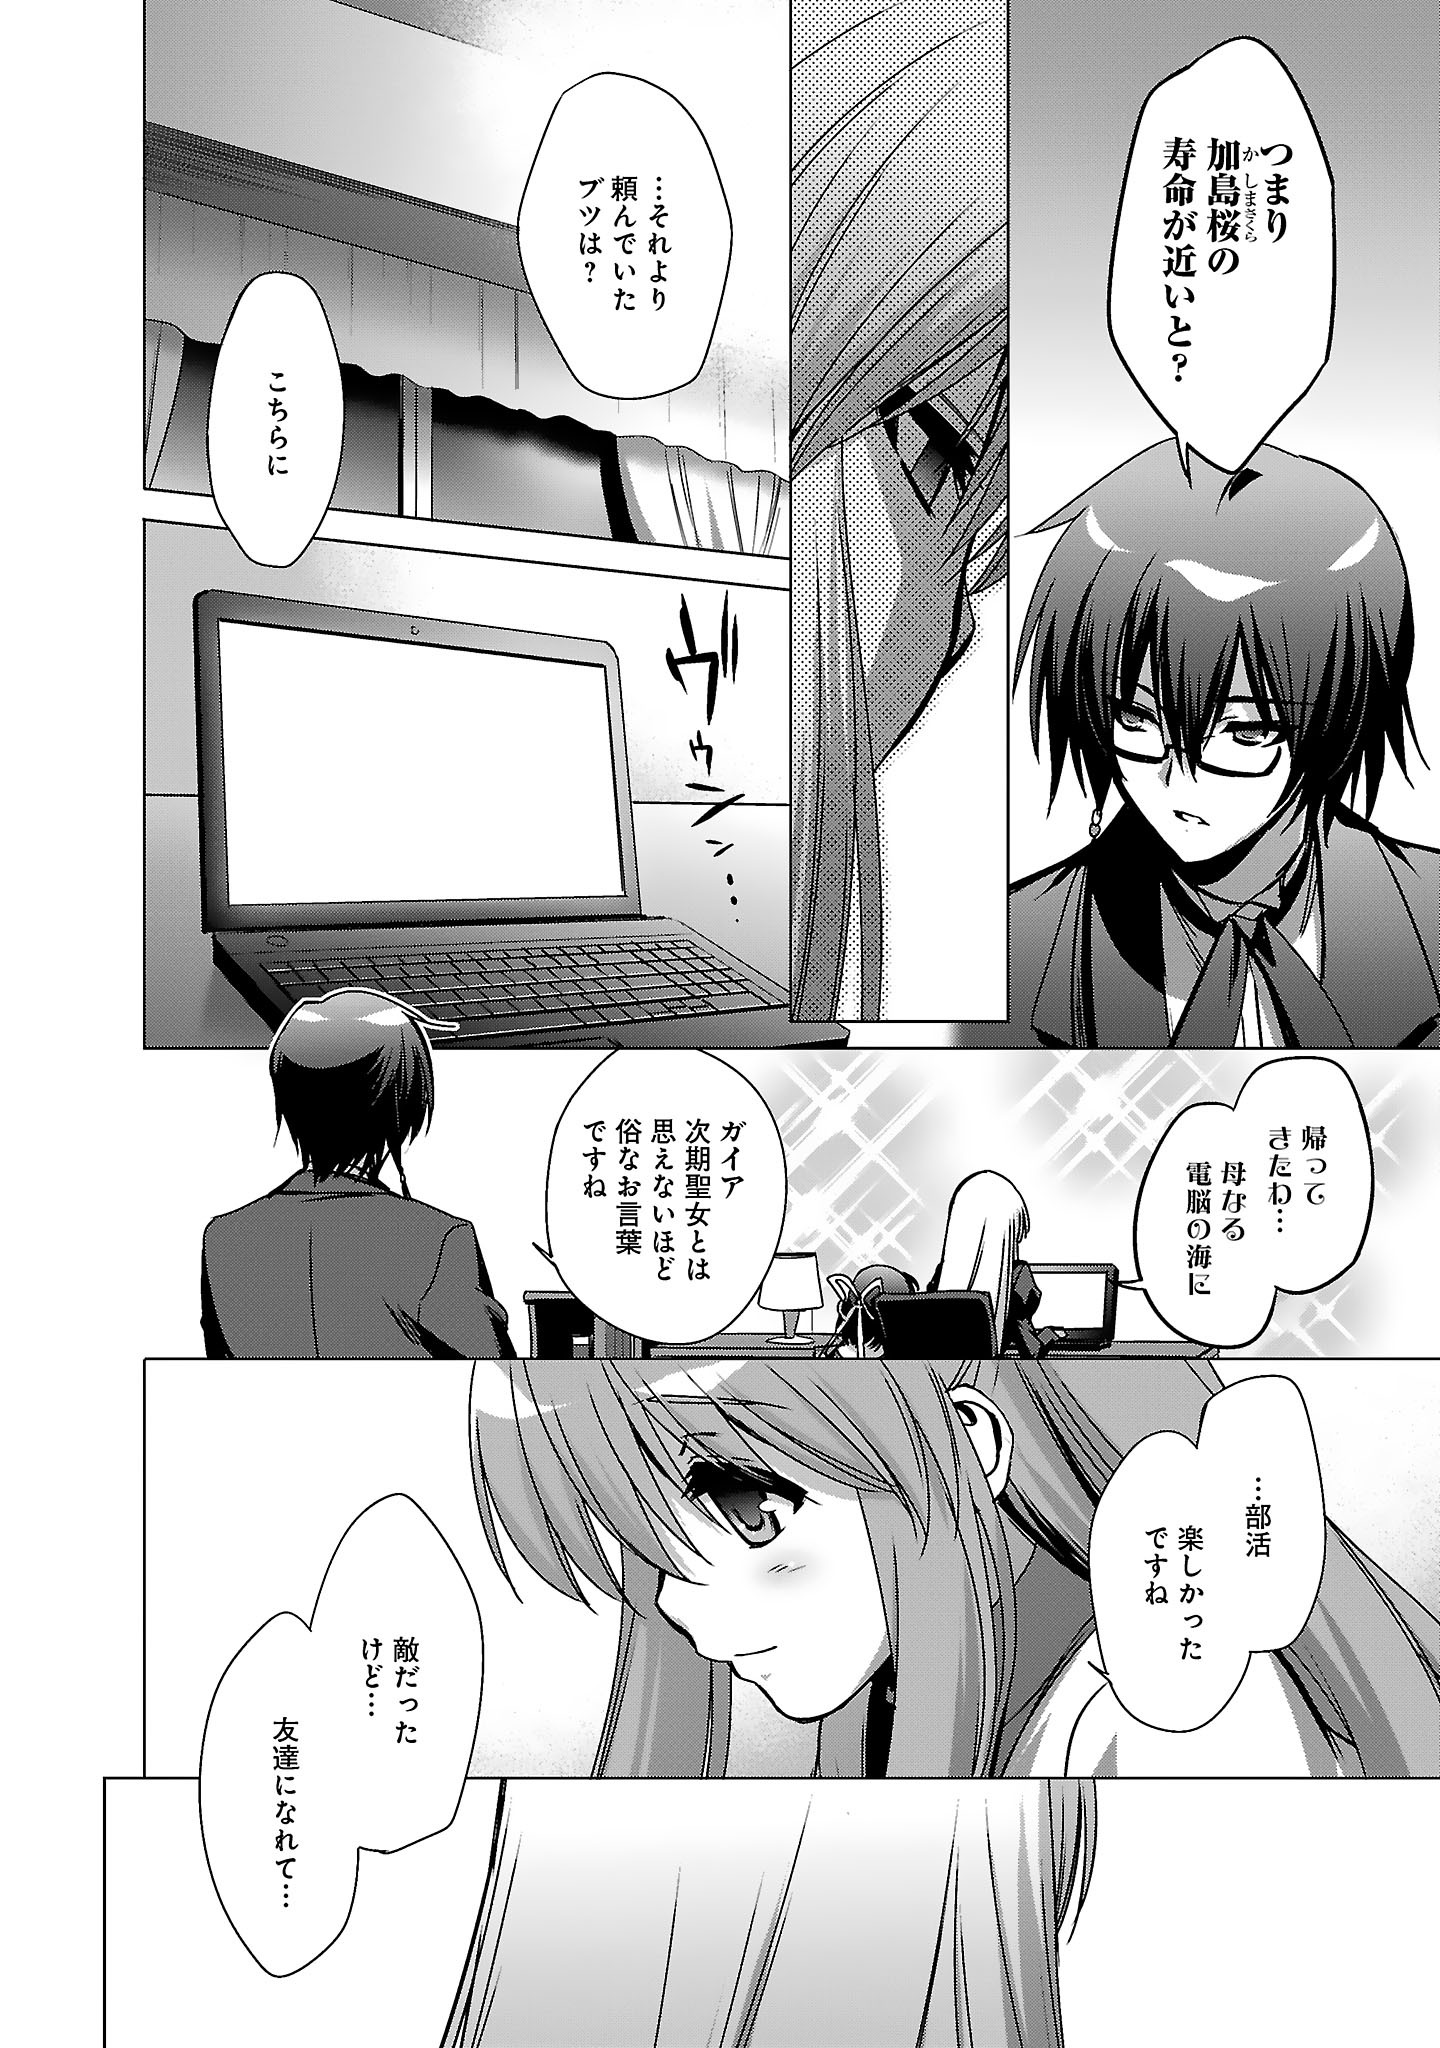 つまり
加島桜の
かしまさくら
寿命が近いと?
…それより
頼んでいた
ブツは?
こちらに
ヴゥン…
帰って
きたわ…
母なる
電脳の海に
ガイア
次期聖女とは
思えないほど
俗なお言葉
ですね
…部活
楽しかった
ですね
敵だった
けど…
友達になれて…